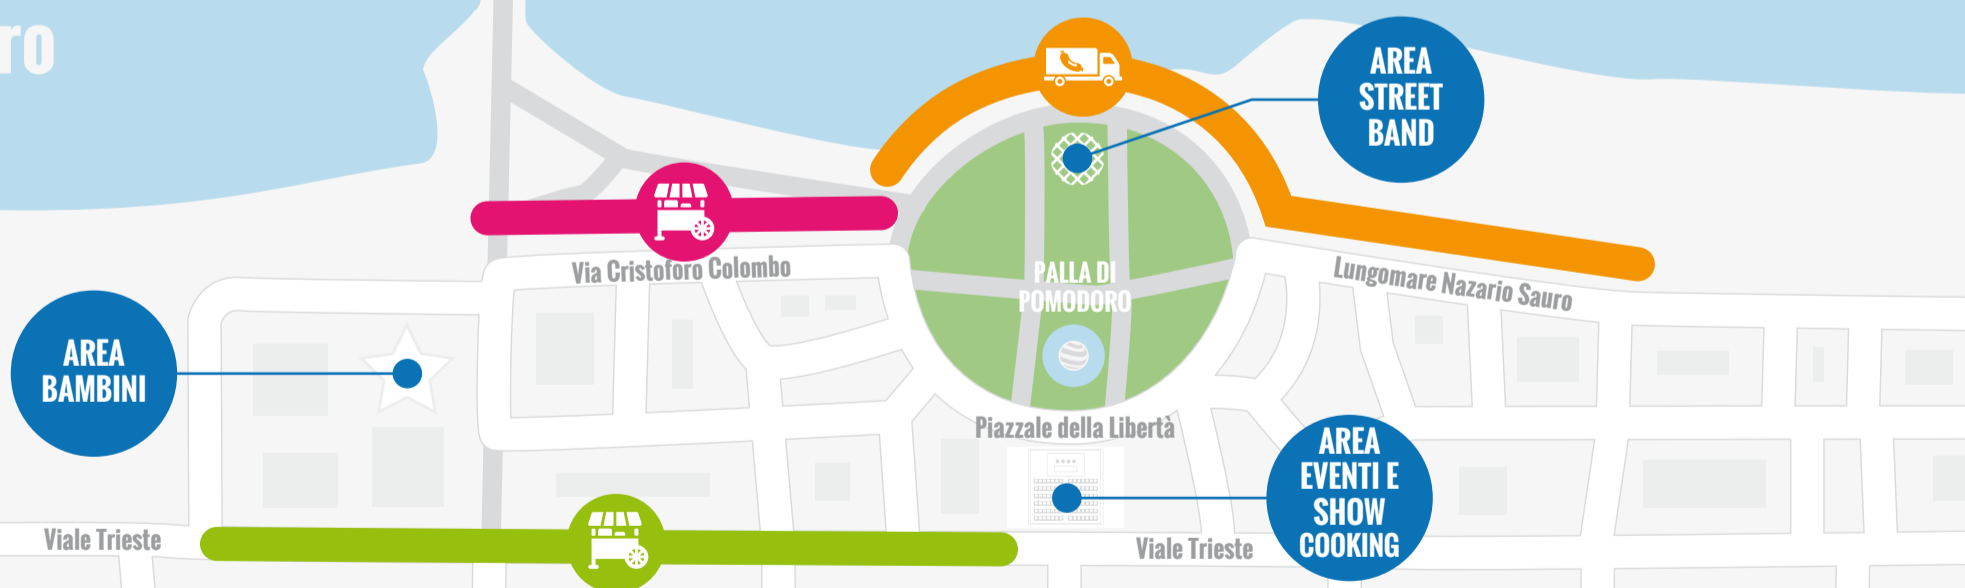 ro
AREA
STREET
BAND
Via Cristoforo Colombo
PALLA DI
POMODORO
Lungomare Nazario Sauro
AREA
BAMBINI
Piazzale della Libertà
AREA
EVENTI E
SHOW
COOKING
Viale Trieste
Viale Trieste